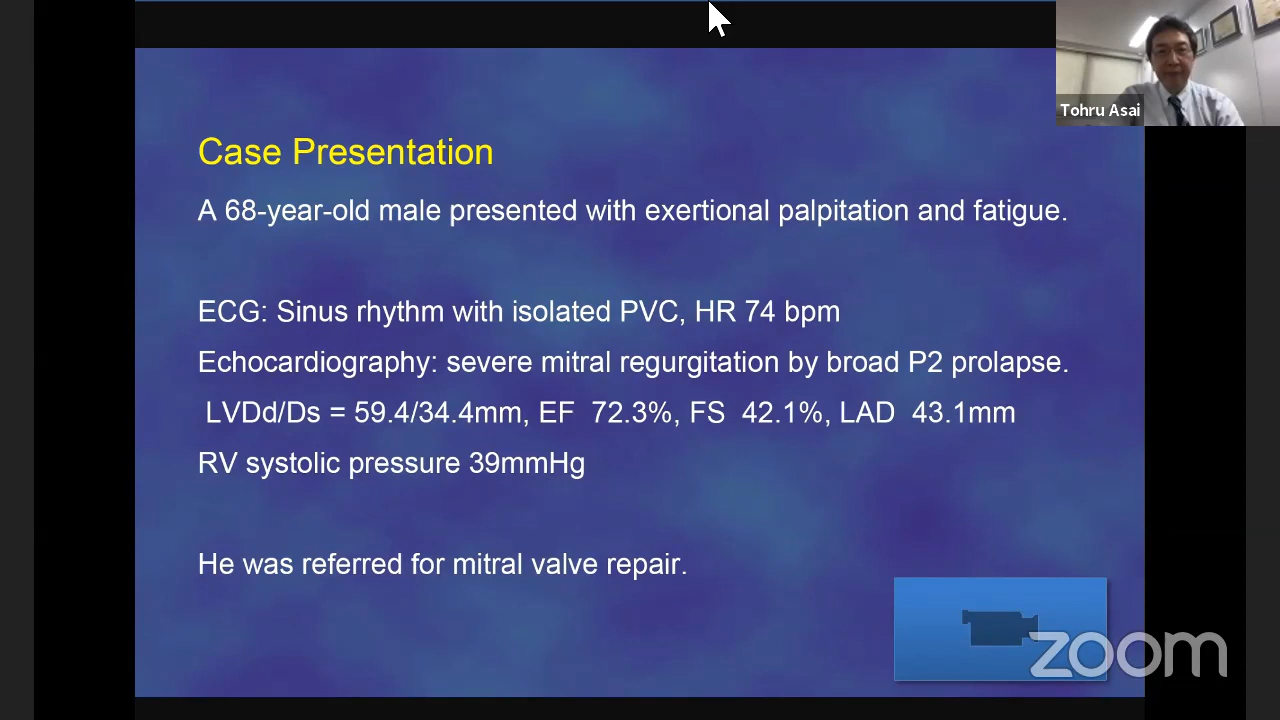 Tohru Asai
Case Presentation
A 68-year-old male presented with exertional palpitation and fatigue.
ECG: Sinus rhythm with isolated PVC, HR 74 bpm
Echocardiography: severe mitral regurgitation by broad P2 prolapse.
LVDd/Ds = 59.4/34.4mm, EF 72.3%, FS 42.1%, LAD 43.1mm
RV systolic pressure 39mmHg
He was referred for mitral valve repair.
zoom